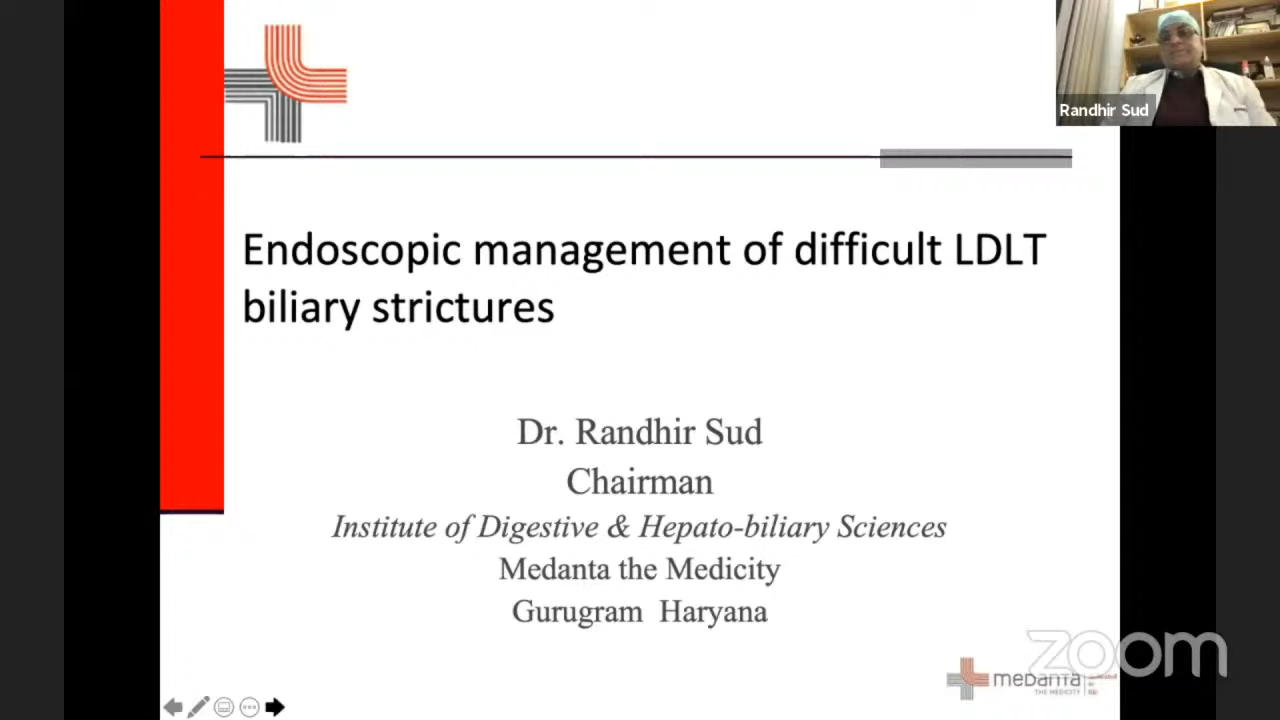 Randhir Sud
Endoscopic management of difficult LDLT
biliary strictures
Dr. Randhir Sud
Chairman
Institute of Digestive & Hepato-biliary Sciences
Medanta the Medicity
Gurugram Haryana
zoom
medanta
THE MEDICITY